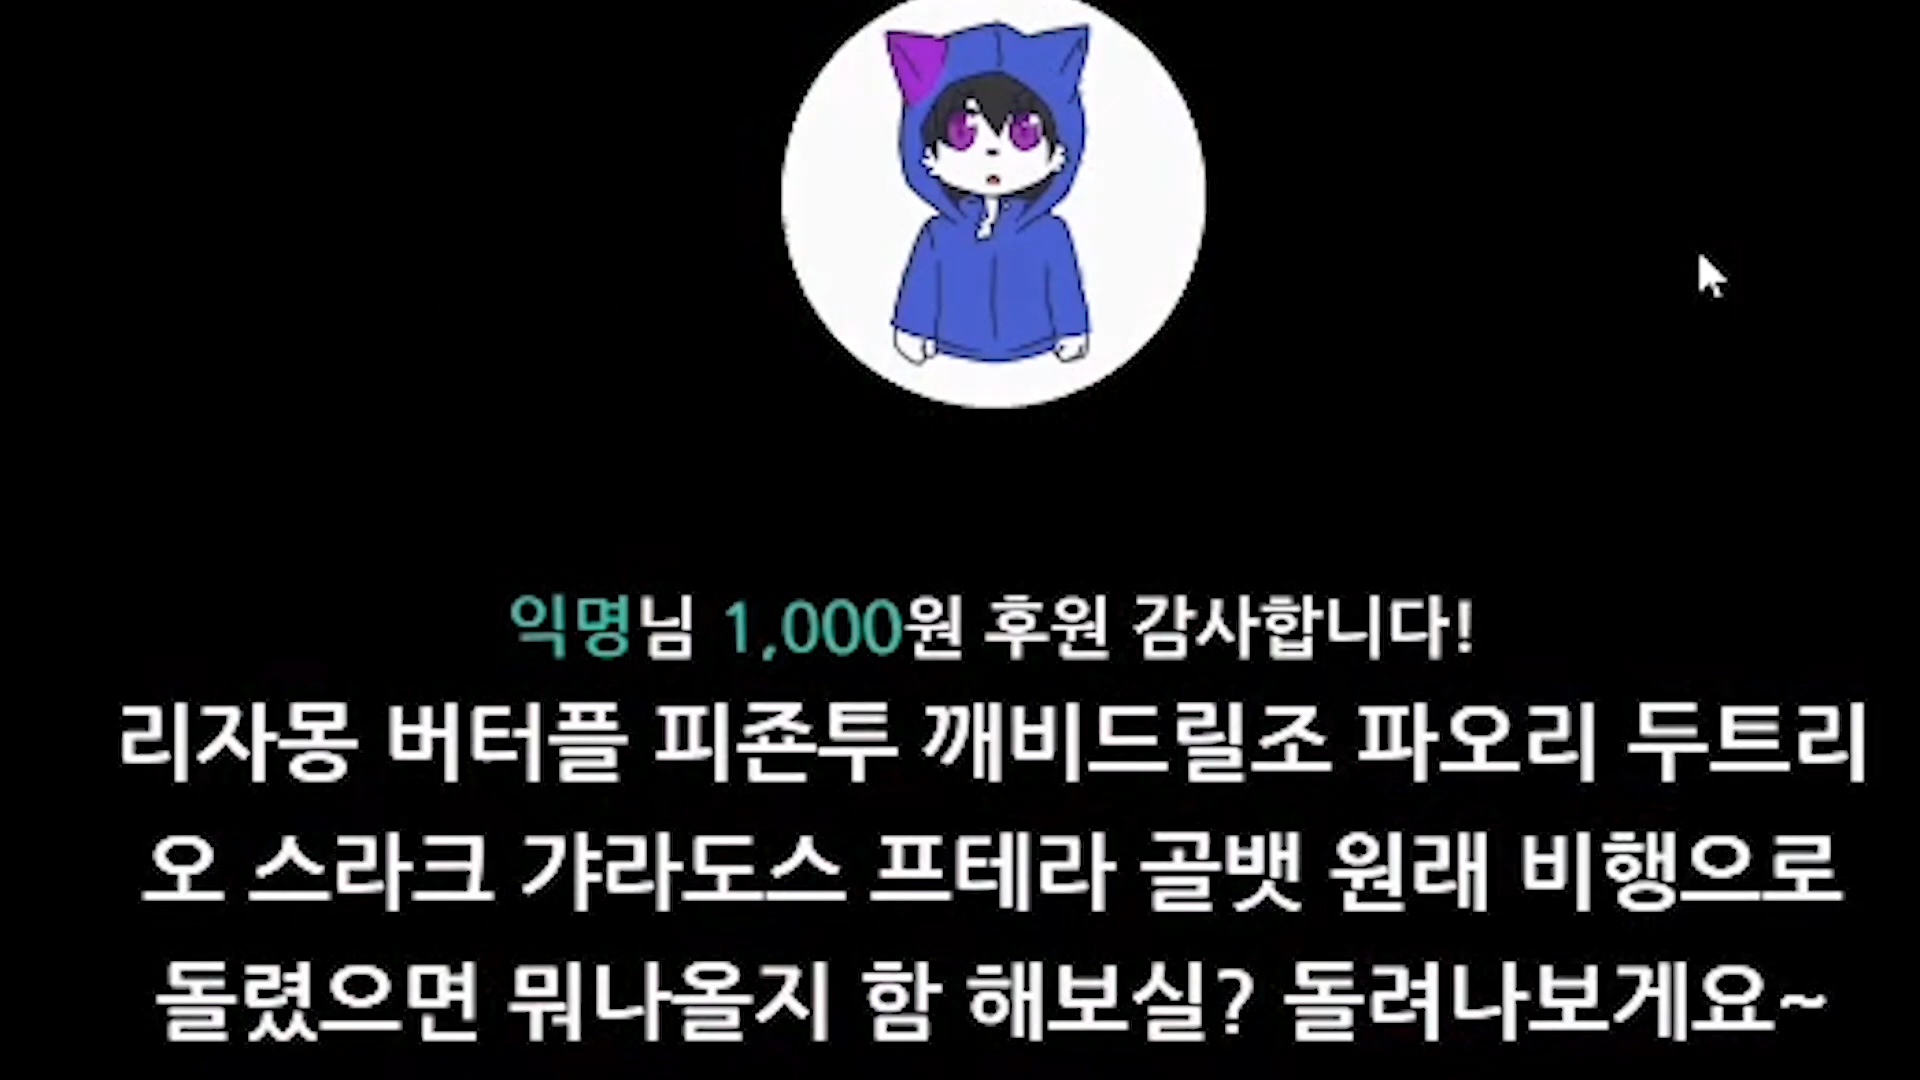 익명님 1,000원 후원 감사합니다!
리자몽 버터플 피죤투 깨비드릴조 파오리 두트리
오 스라크 갸라도스 프테라 골뱃 원래 비행으로
돌렸으면 뭐나올지 함 해보실? 돌려나보게요~